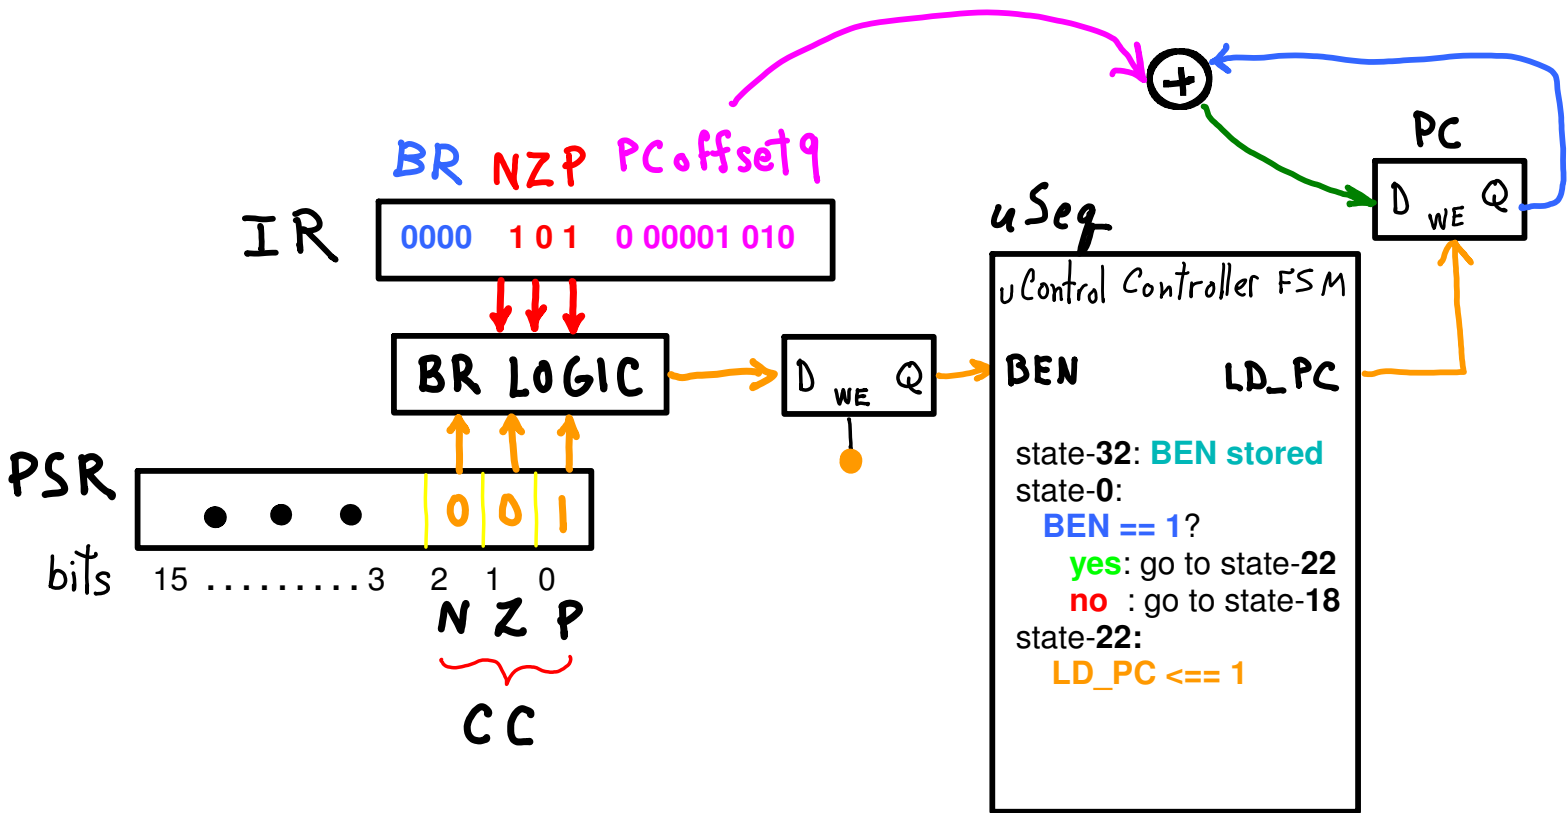 +
PC
D WE Q
BR NZP PCoffset9
IR
0000 1 0 1 0 00001 010
uSeq
uControl Controller FSM
BR LOGIC
D WE Q
BEN LD_PC
PSR
0 0 1
bits 15 ......... 3 2 1 0
N Z P
CC
state-32: BEN stored
state-0:
BEN == 1?
yes: go to state-22
no : go to state-18
state-22:
LD_PC <== 1